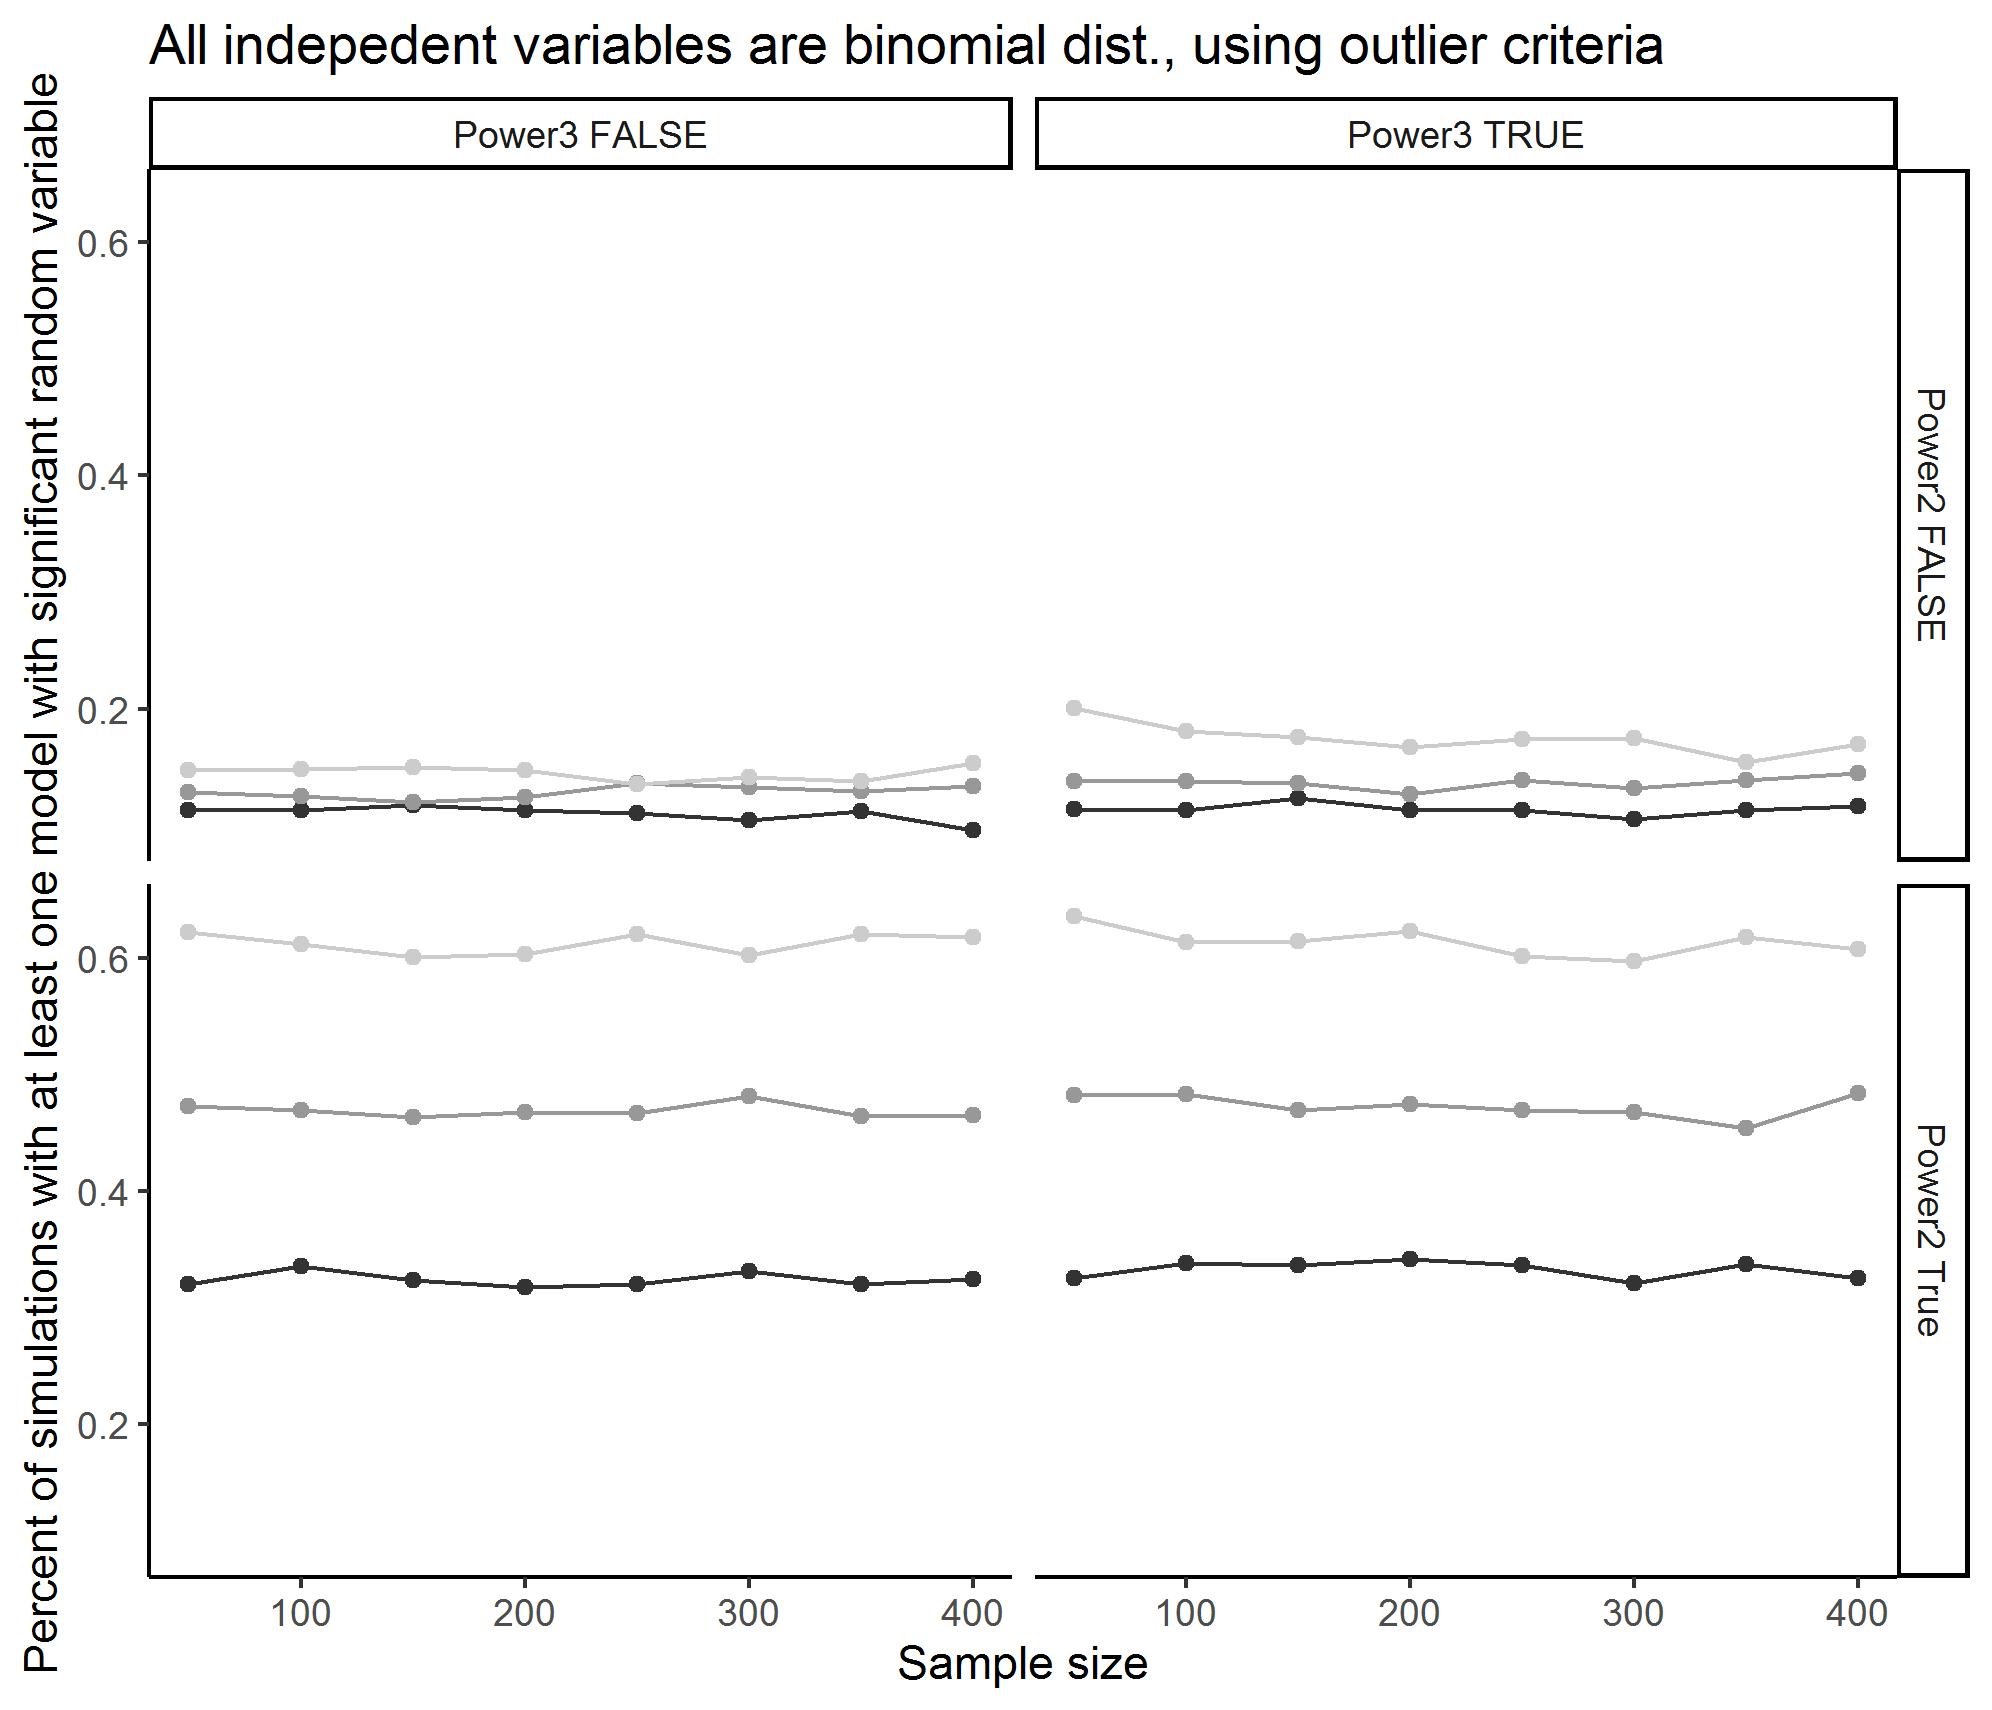 All indepedent variables are binomial dist., using outlier criteria
Power3 FALSE
Power3 TRUE
Percent of simulations with at least one model with significant random variable
0.6
0.4
0.2
Power2 FALSE
0.6
0.4
0.2
Power2 True
100
200
300
400
100
200
300
400
Sample size